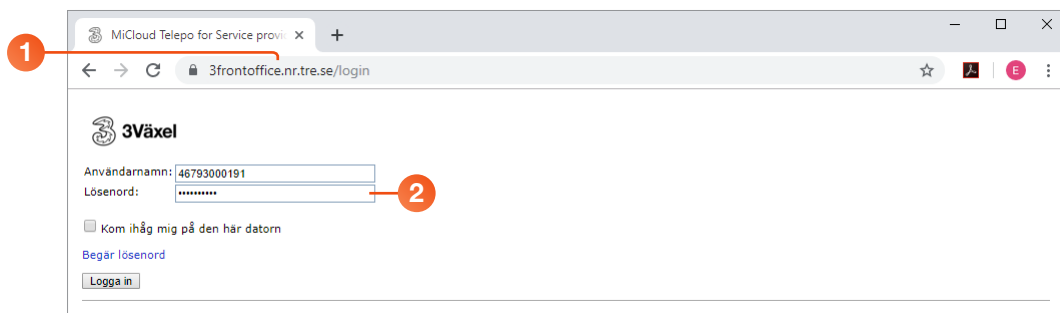 MiCloud Telepo for Service provi
1
3frontoffice.nr.tre.se/login
E
3Växel
Användarnamn: 46793000191
Lösenord: ••••••••••
2
Kom ihåg mig på den här datorn
Begär lösenord
Logga in